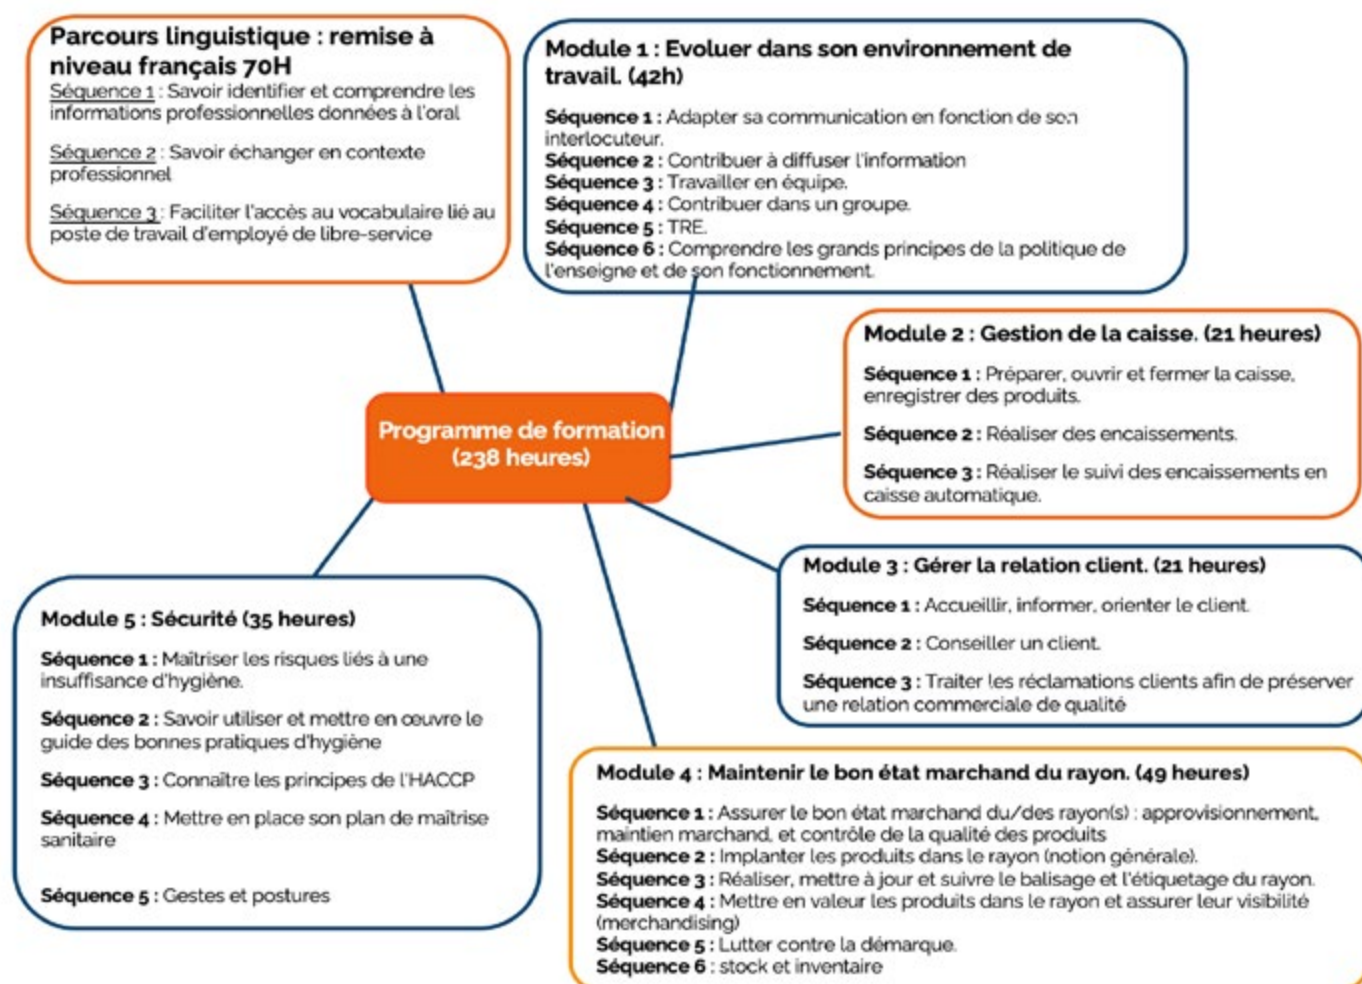 Parcours linguistique : remise à
niveau français 70H
Séquence 1 : Savoir identifier et comprendre les
informations professionnelles données à l'oral
Séquence 2 : Savoir échanger en contexte
professionnel
Séquence 3 : Faciliter l'accès au vocabulaire lié au
poste de travail d'employé de libre-service
Module 1 : Evoluer dans son environnement de
travail. (42h)
Séquence 1 : Adapter sa communication en fonction de son
interlocuteur.
Séquence 2 : Contribuer à diffuser l'information
Séquence 3 : Travailler en équipe.
Séquence 4 : Contribuer dans un groupe.
Séquence 5 : TRE.
Séquence 6 : Comprendre les grands principes de la politique de
l'enseigne et de son fonctionnement.
Module 2 : Gestion de la caisse. (21 heures)
Séquence 1 : Préparer, ouvrir et fermer la caisse,
enregistrer des produits.
Séquence 2 : Réaliser des encaissements.
Séquence 3 : Réaliser le suivi des encaissements en
caisse automatique.
Programme de formation
(238 heures)
Module 3 : Gérer la relation client. (21 heures)
Séquence 1 : Accueillir, informer, orienter le client.
Séquence 2 : Conseiller un client.
Séquence 3 : Traiter les réclamations clients afin de préserver
une relation commerciale de qualité
Module 5 : Sécurité (35 heures)
Séquence 1 : Maîtriser les risques liés à une
insuffisance d'hygiène.
Séquence 2 : Savoir utiliser et mettre en œuvre le
guide des bonnes pratiques d'hygiène
Séquence 3 : Connaître les principes de l'HACCP
Séquence 4 : Mettre en place son plan de maîtrise
sanitaire
Séquence 5 : Gestes et postures
Module 4 : Maintenir le bon état marchand du rayon. (49 heures)
Séquence 1 : Assurer le bon état marchand du/des rayon(s) : approvisionnement,
maintien marchand, et contrôle de la qualité des produits
Séquence 2 : Implanter les produits dans le rayon (notion générale).
Séquence 3 : Réaliser, mettre à jour et suivre le balisage et l'étiquetage du rayon.
Séquence 4 : Mettre en valeur les produits dans le rayon et assurer leur visibilité
(merchandising)
Séquence 5 : Lutter contre la démarque.
Séquence 6 : stock et inventaire